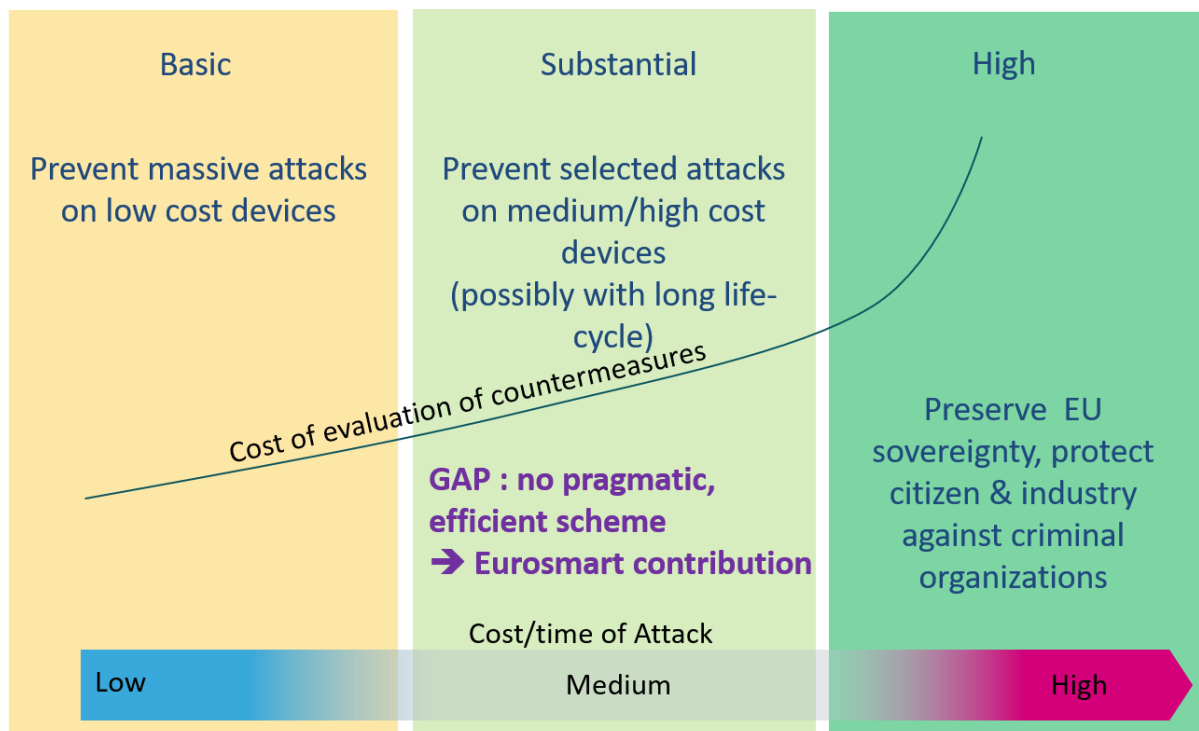 Basic
Prevent massive attacks
on low cost devices
Substantial
Prevent selected attacks
on medium/high cost
devices
(possibly with long life-
cycle)
High
Cost of evaluation of countermeasures
GAP : no pragmatic,
efficient scheme
➔ Eurosmart contribution
Preserve EU
sovereignty, protect
citizen & industry
against criminal
organizations
Cost/time of Attack
Low
Medium
High